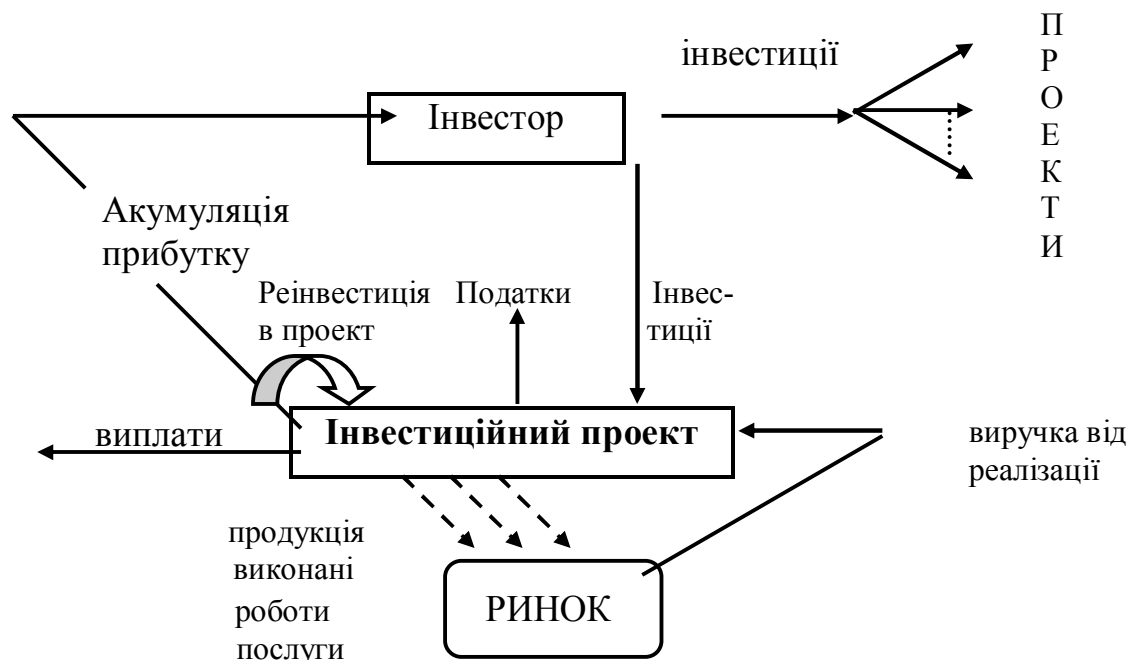 інвестиції
П
Р
О
Е
К
Т
И
Інвестор
Акумуляція
прибутку
Реінвестиція
в проект
Податки
Інвес-
тиції
виплати
Інвестиційний проект
виручка від
реалізації
продукція
виконані
роботи
послуги
РИНОК